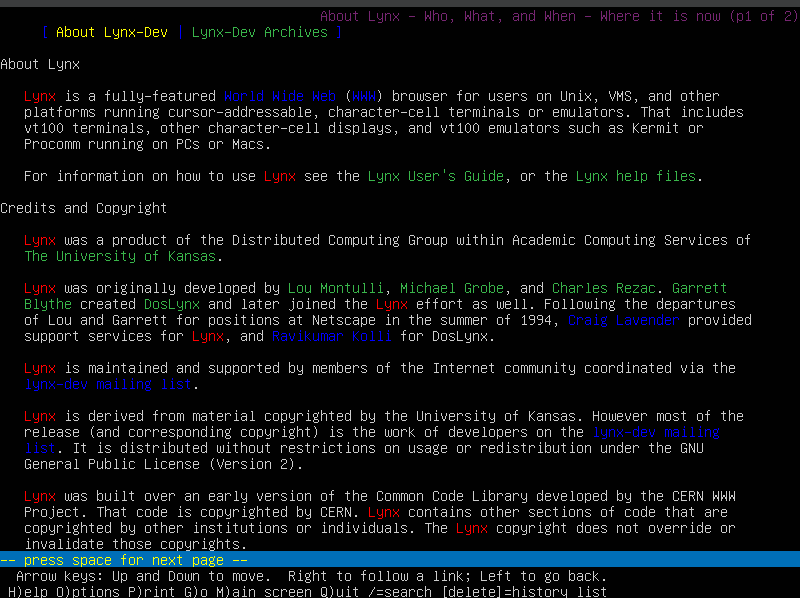 About Lynx - Who, What, and When - Where it is now (p1 of 2)
[ About Lynx-Dev | Lynx-Dev Archives ]
About Lynx
Lynx is a fully-featured World Wide Web (WWW) browser for users on Unix, VMS, and other
platforms running cursor-addressable, character-cell terminals or emulators. That includes
vt100 terminals, other character-cell displays, and vt100 emulators such as Kermit or
Procomm running on PCs or Macs.
For information on how to use Lynx see the Lynx User's Guide, or the Lynx help files.
Credits and Copyright
Lynx was a product of the Distributed Computing Group within Academic Computing Services of
The University of Kansas.
Lynx was originally developed by Lou Montulli, Michael Grobe, and Charles Rezac. Garrett
Blythe created DosLynx and later joined the Lynx effort as well. Following the departures
of Lou and Garrett for positions at Netscape in the summer of 1994, Craig Lavender provided
support services for Lynx, and Ravikumar Kolli for DosLynx.
Lynx is maintained and supported by members of the Internet community coordinated via the
lynx-dev mailing list.
Lynx is derived from material copyrighted by the University of Kansas. However most of the
release (and corresponding copyright) is the work of developers on the lynx-dev mailing
list. It is distributed without restrictions on usage or redistribution under the GNU
General Public License (Version 2).
Lynx was built over an early version of the Common Code Library developed by the CERN WWW
Project. That code is copyrighted by CERN. Lynx contains other sections of code that are
copyrighted by other institutions or individuals. The Lynx copyright does not override or
invalidate those copyrights.
-- press space for next page --
Arrow keys: Up and Down to move.  Right to follow a link; Left to go back.
H)elp O)ptions P)rint G)o M)ain screen Q)uit /=search [delete]=history list